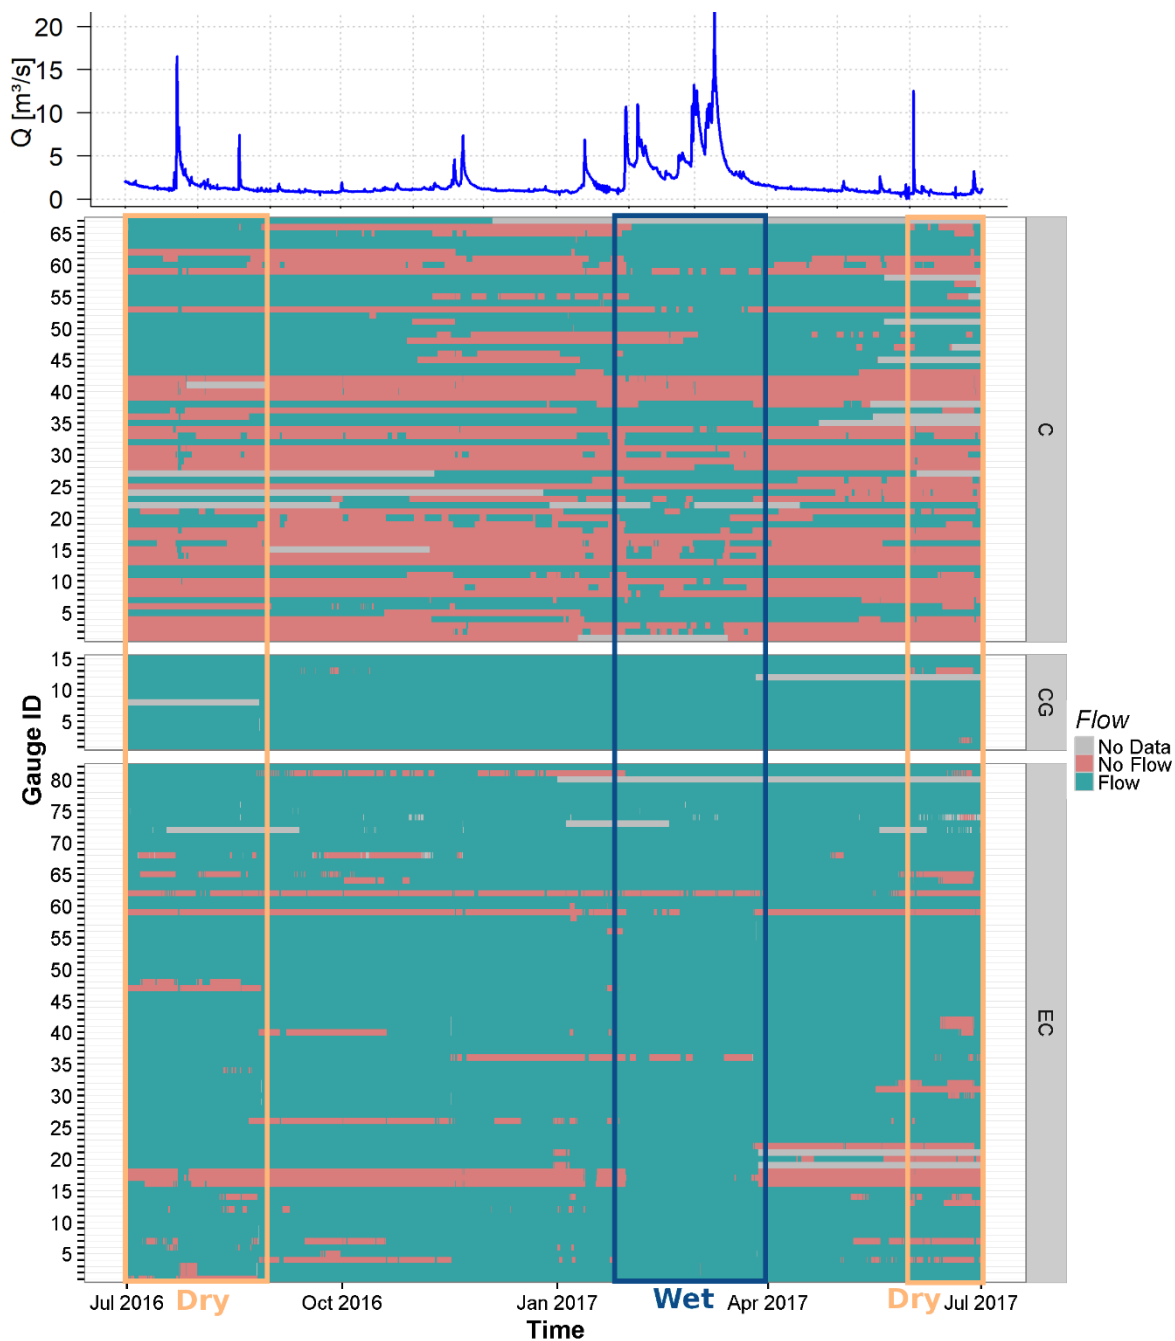 Q [m³/s]
20
15
10
5
0
Gauge ID
65
60
55
50
45
40
35
30
25
20
15
10
5
C
15
10
5
CG
80
75
70
65
60
55
50
45
40
35
30
25
20
15
10
5
EC
Flow
No Data
No Flow
Flow
Jul 2016
Oct 2016
Jan 2017
Apr 2017
Jul 2017
Dry
Wet
Dry
Time